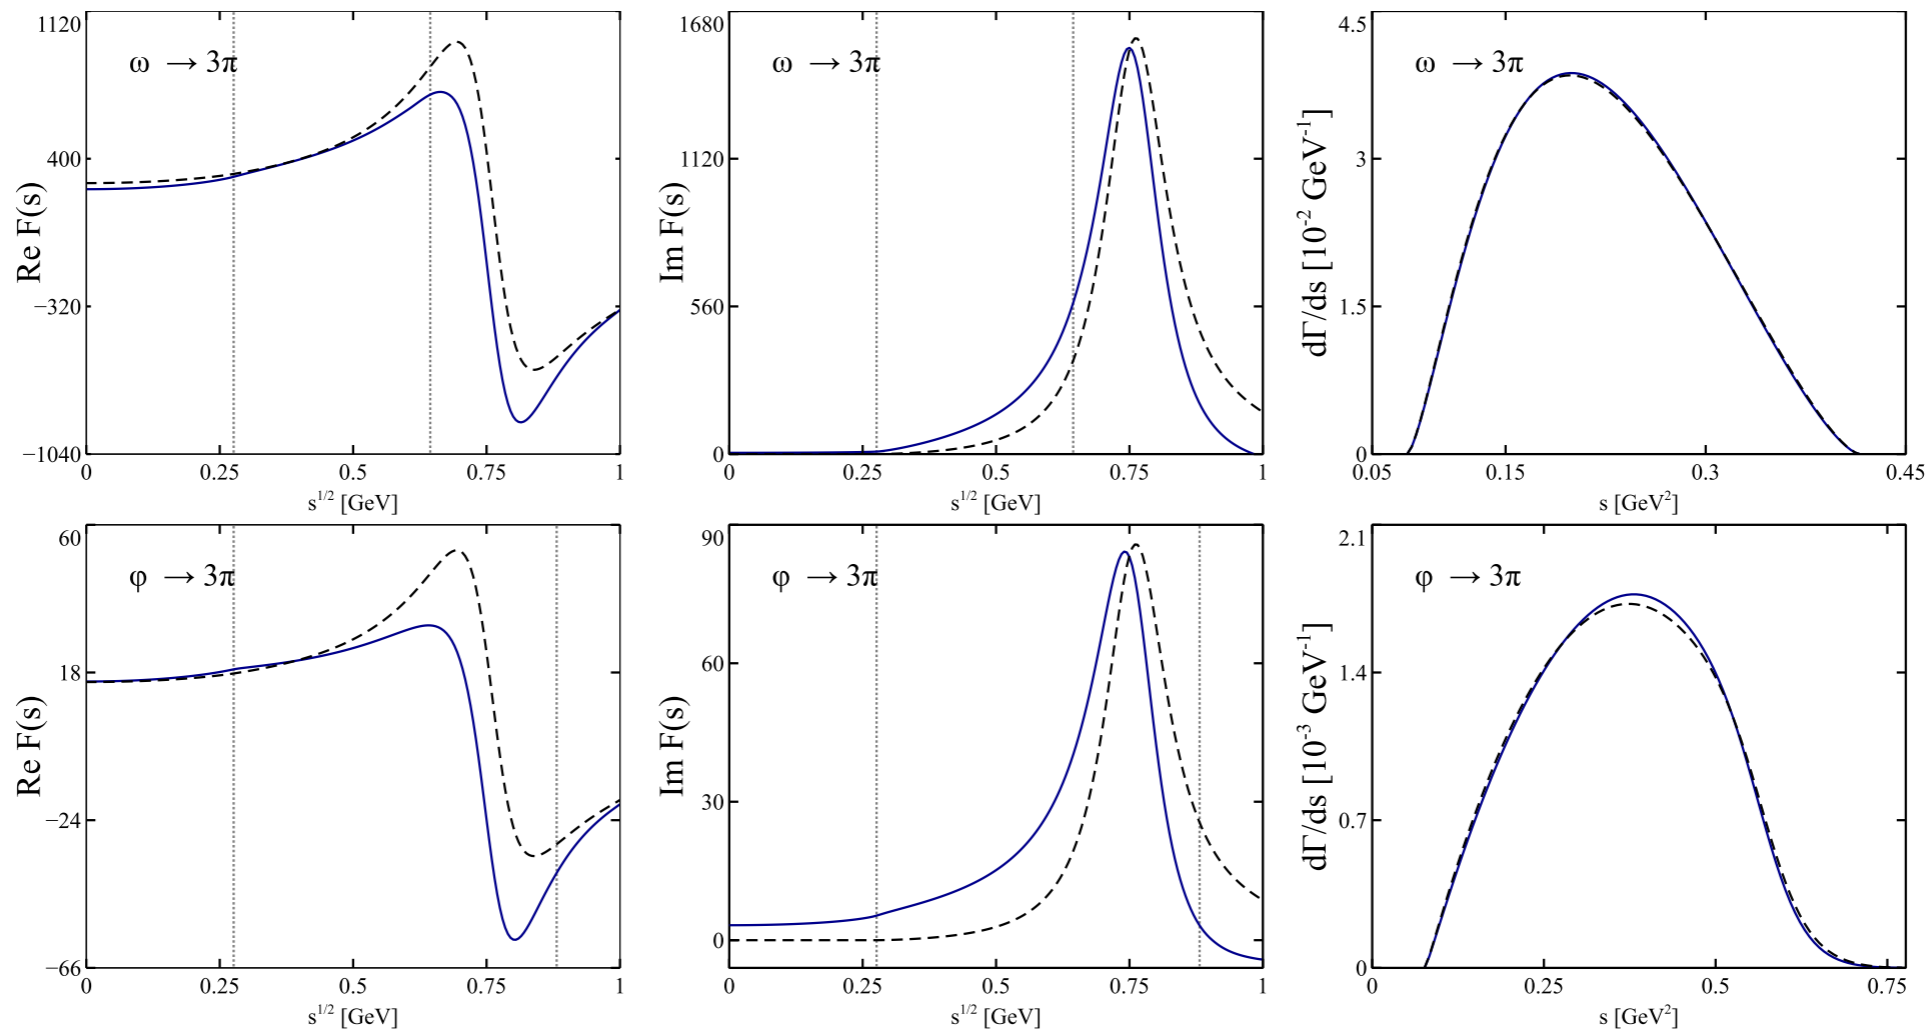 1120
400
−320
−1040
Re F(s)
ω → 3π
0 0.25 0.5 0.75 1
s^1/2 [GeV]
1680
1120
560
0
Im F(s)
ω → 3π
0 0.25 0.5 0.75 1
s^1/2 [GeV]
4.5
3
1.5
0
dΓ/ds [10^-2 GeV^-1]
ω → 3π
0.05 0.15 0.3 0.45
s [GeV^2]
60
18
−24
−66
Re F(s)
φ → 3π
0 0.25 0.5 0.75 1
s^1/2 [GeV]
90
60
30
0
Im F(s)
φ → 3π
0 0.25 0.5 0.75 1
s^1/2 [GeV]
2.1
1.4
0.7
0
dΓ/ds [10^-3 GeV^-1]
φ → 3π
0 0.25 0.5 0.75
s [GeV^2]